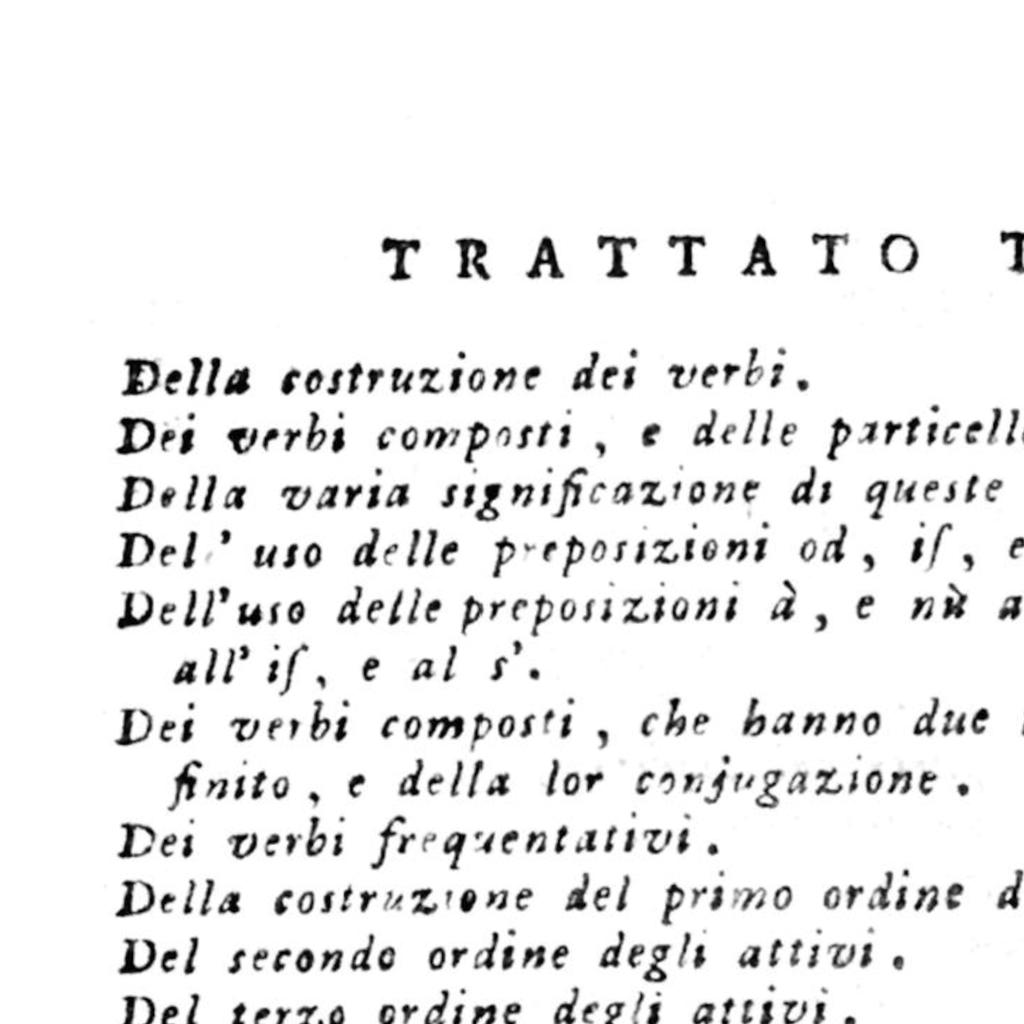 TRATTATO T
Della costruzione dei verbi.
Dei verbi composti, e delle particell
Della varia significazione di queste
Del' uso delle preposizioni od, iſ, e
Dell'uso delle preposizioni à, e nù a
all' iſ, e al s'.
Dei verbi composti, che hanno due
finito, e della lor conjugazione.
Dei verbi frequentativi.
Della costruzione del primo ordine d
Del secondo ordine degli attivi.
Del terzo ordine degli attivi.